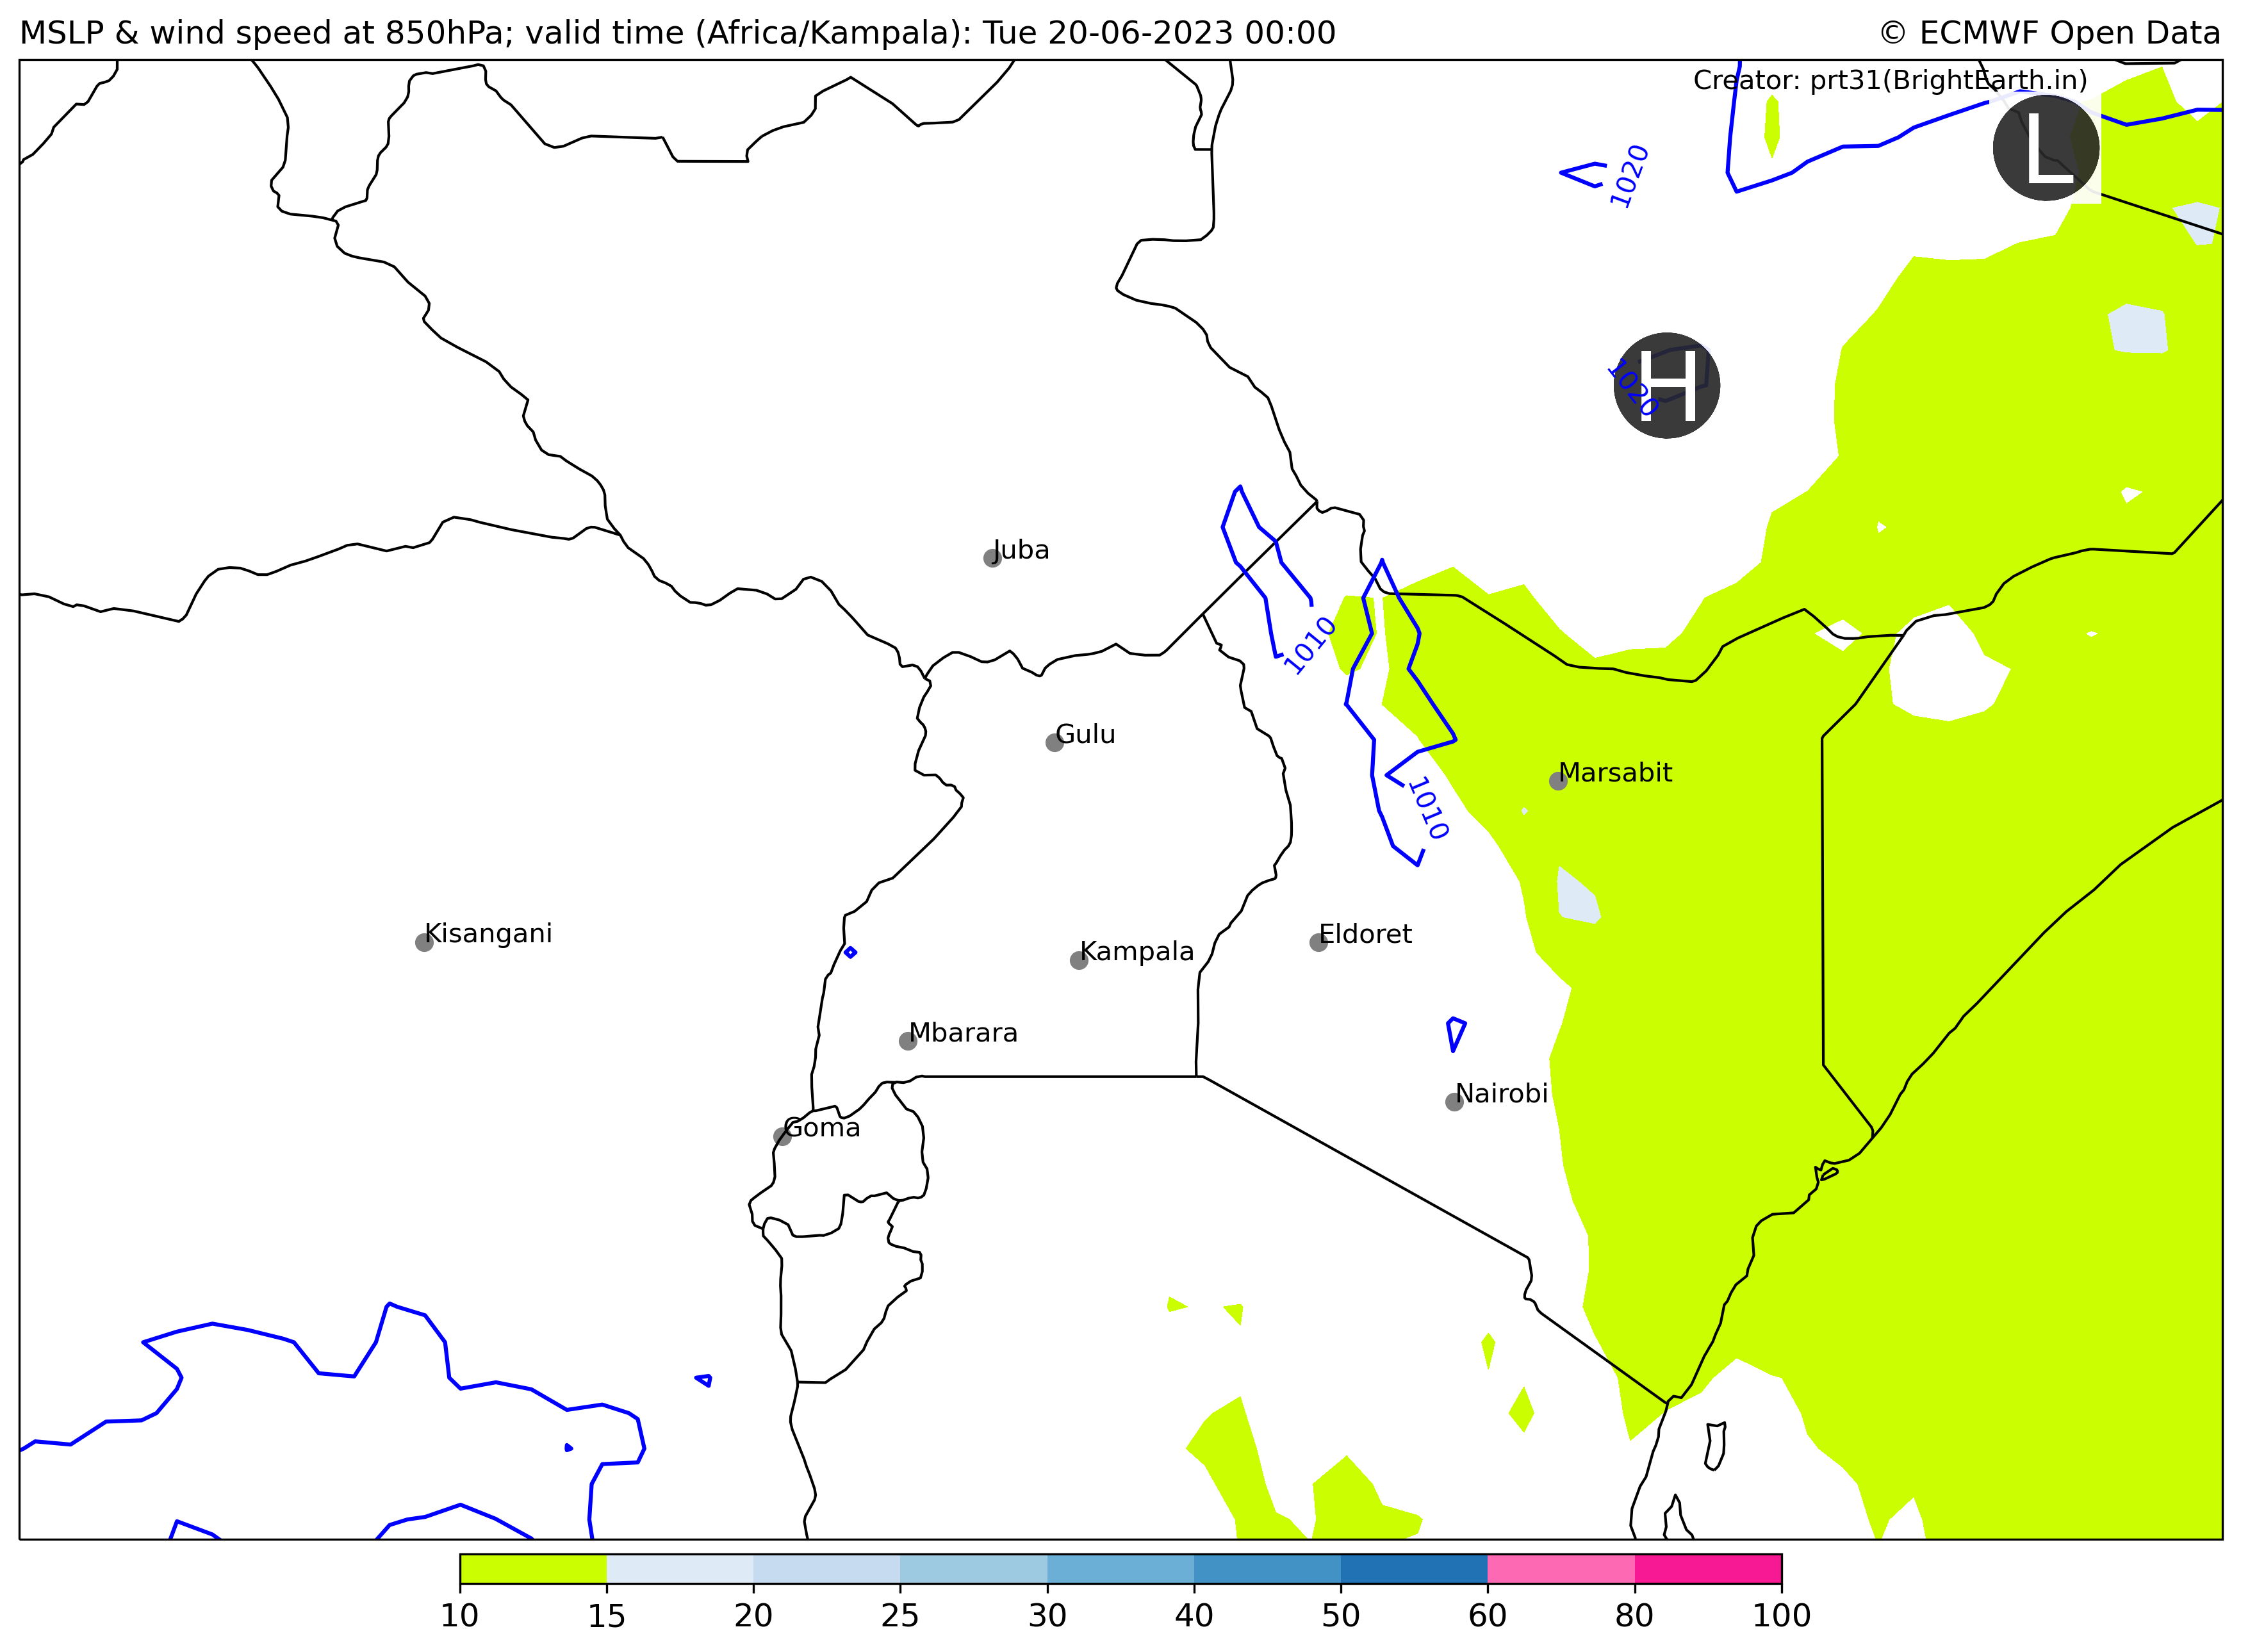 MSLP & wind speed at 850hPa; valid time (Africa/Kampala): Tue 20-06-2023 00:00
© ECMWF Open Data
Creator: prt31(BrightEarth.in)
L
1020
H
1020
Juba
1010
Gulu
Marsabit
1010
Kisangani
Eldoret
Kampala
Mbarara
Nairobi
Goma
10 15 20 25 30 40 50 60 80 100